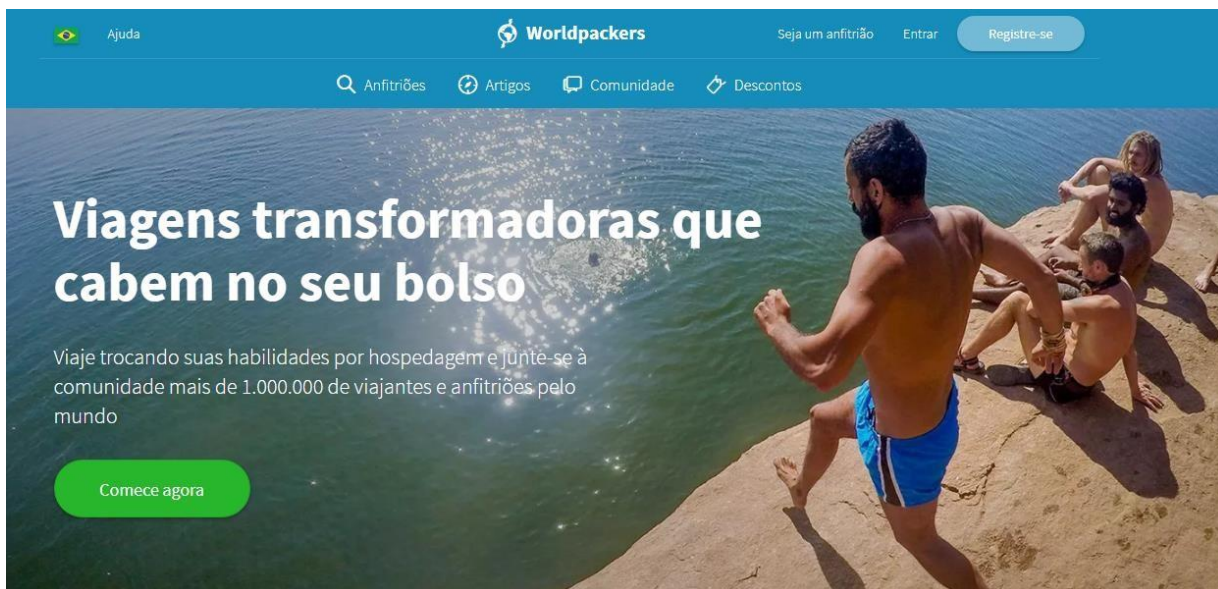 Ajuda
Worldpackers
Seja um anfitrião
Entrar
Registre-se
Anfitriões
Artigos
Comunidade
Descontos
Viagens transformadoras que
cabem no seu bolso
Viaje trocando suas habilidades por hospedagem e junte-se à
comunidade mais de 1.000.000 de viajantes e anfitriões pelo
mundo
Comece agora